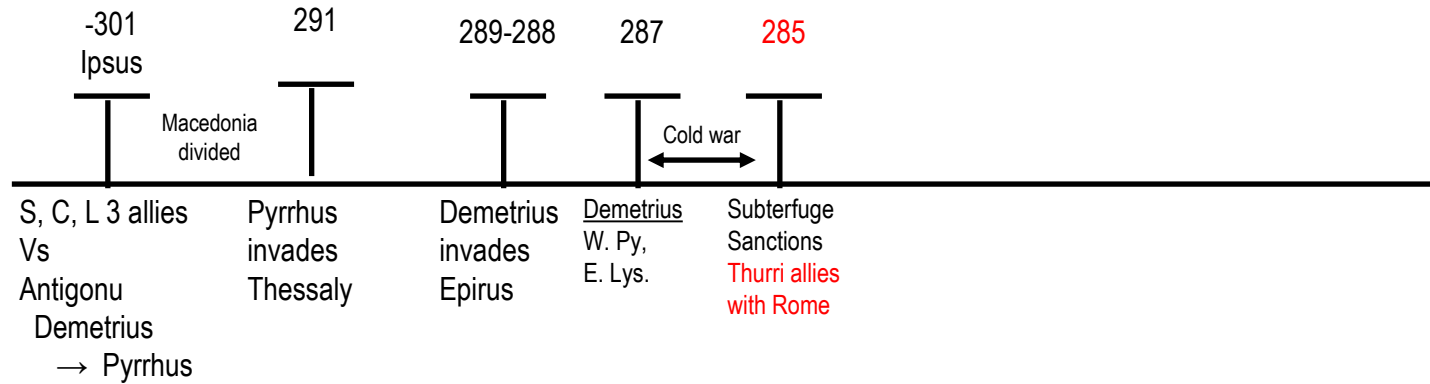 -301
Ipsus
291
289-288
287
285
Macedonia
divided
Cold war
S, C, L 3 allies
Vs
Antigonu
Demetrius
→ Pyrrhus
Pyrrhus
invades
Thessaly
Demetrius
invades
Epirus
Demetrius
W. Py,
E. Lys.
Subterfuge
Sanctions
Thurri allies
with Rome